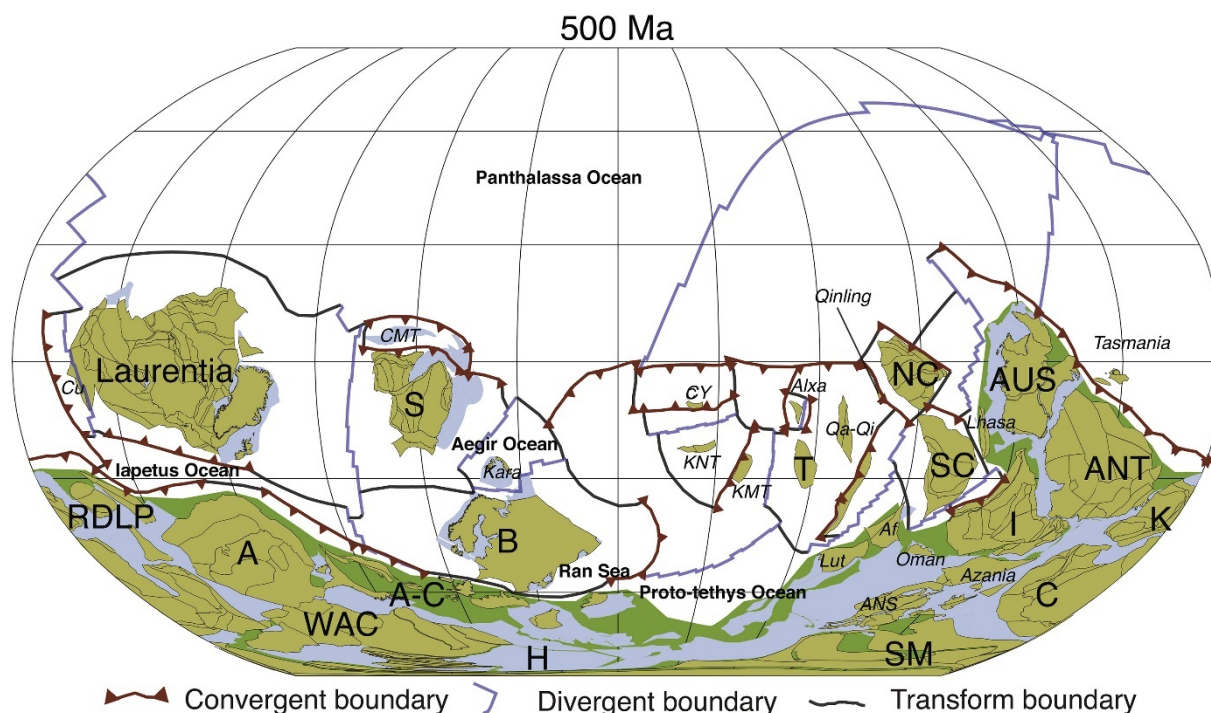 500 Ma
Panthalassa Ocean
Qinling
CMT
Tasmania
Laurentia
NC
AUS
Cu
S
CY
Alxa
Lhasa
Qa-Qi
Aegir Ocean
Iapetus Ocean
Kara
KNT
KMT
T
SC
ANT
RDLP
K
A
B
Af
I
Lut
Oman
Ran Sea
Azania
A-C
Proto-tethys Ocean
C
ANS
WAC
H
SM
Convergent boundary
Divergent boundary
Transform boundary